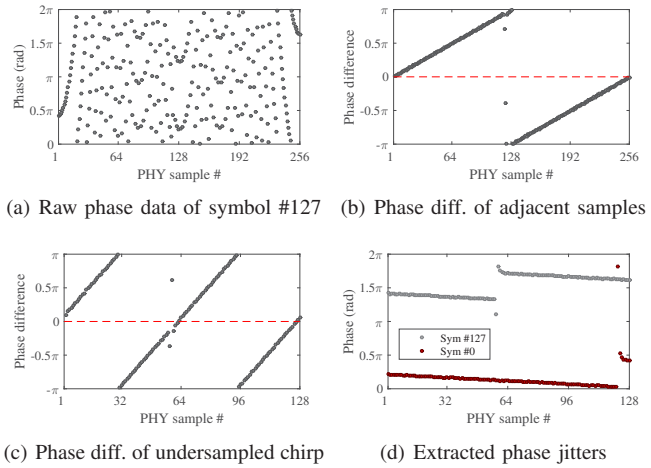 2π
1.5π
π
0.5π
0
Phase (rad)
1 64 128 192 256
PHY sample #
(a) Raw phase data of symbol #127
π
0.5π
0
-0.5π
-π
Phase difference
1 64 128 192 256
PHY sample #
(b) Phase diff. of adjacent samples
π
0.5π
0
-0.5π
-π
Phase difference
1 32 64 96 128
PHY sample #
(c) Phase diff. of undersampled chirp
2π
1.5π
π
0.5π
0
Phase (rad)
Sym #127
Sym #0
1 32 64 96 128
PHY sample #
(d) Extracted phase jitters